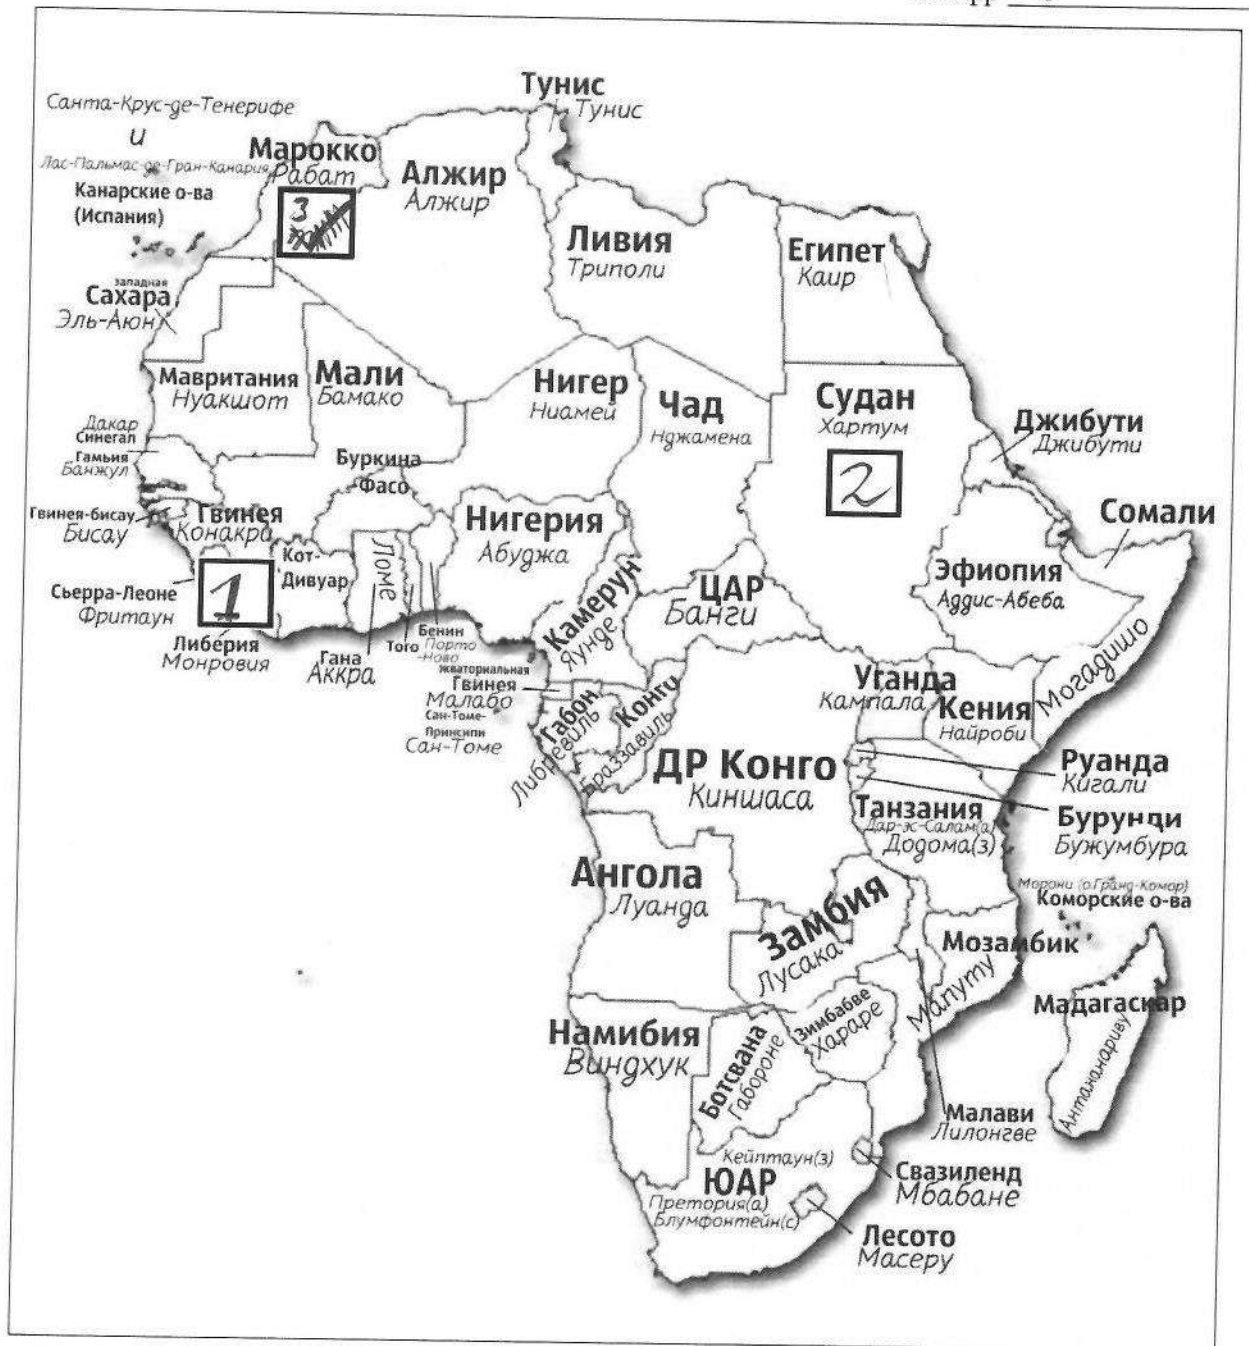 Тунис
Тунис
Санта-Крус-де-Тенерифе
и
Лас-Пальмас-де-Гран-Канария
Канарские о-ва
(Испания)
Марокко
Рабат
3
Алжир
Алжир
Ливия
Триполи
Египет
Каир
западная
Сахара
Эль-Аюн
Мавритания
Нуакшот
Мали
Бамако
Нигер
Ниамей
Чад
Нджамена
Судан
Хартум
2
Джибути
Джибути
Дакар
Синегал
Гамьия
Банжул
Буркина
Фасо
Гвинея-бисау
Бисау
Гвинея
Конакра
Нигерия
Абуджа
Сомали
Могадишо
Эфиопия
Аддис-Абеба
Кот-
Дивуар
Ломе
1
Сьерра-Леоне
Фритаун
Либерия
Монровия
Гана
Аккра
Того
Бенин
Порто
-Ново
Камерун
Яунде
ЦАР
Банги
экваториальная
Гвинея
Малабо
Сан-Томе-
Принсипи
Сан-Томе
Габон
Либревиль
Конго
Браззавиль
ДР Конго
Киншаса
Уганда
Кампала
Кения
Найроби
Руанда
Кигали
Бурунди
Бужумбура
Танзания
Дар-эс-Салам(а)
Додома(з)
Ангола
Луанда
Замбия
Лусака
Морони (о.Гранд-Комор)
Коморские о-ва
Мозамбик
Мапуту
Мадагаскар
Антананариву
Намибия
Виндхук
Ботсвана
Габороне
Зимбабве
Хараре
Малави
Лилонгве
Кейптаун(з)
ЮАР
Претория(а)
Блумфонтейн(с)
Свазиленд
Мбабане
Лесото
Масеру